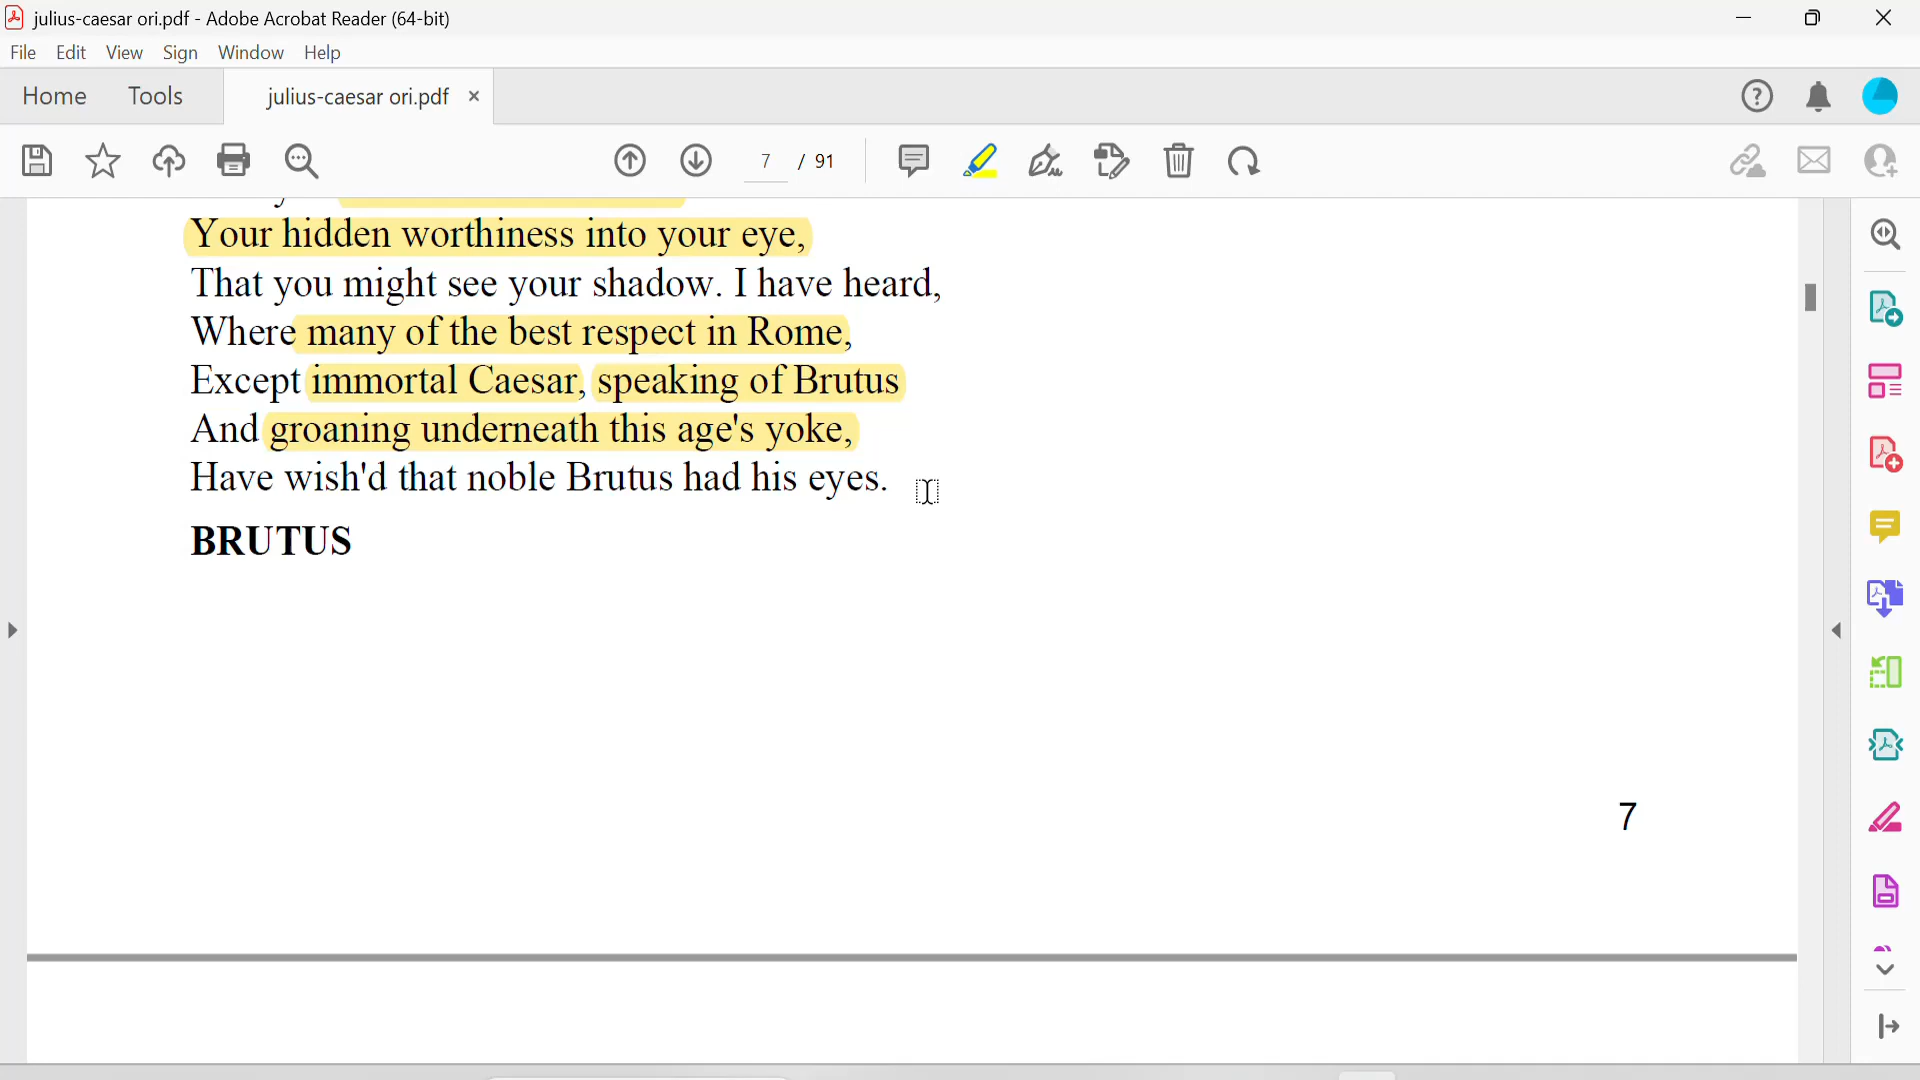 julius-caesar ori.pdf - Adobe Acrobat Reader (64-bit)
File Edit View Sign Window Help
Home Tools julius-caesar ori.pdf ×
7 / 91
Your hidden worthiness into your eye,
That you might see your shadow. I have heard,
Where many of the best respect in Rome,
Except immortal Caesar, speaking of Brutus
And groaning underneath this age's yoke,
Have wish'd that noble Brutus had his eyes.
BRUTUS
7